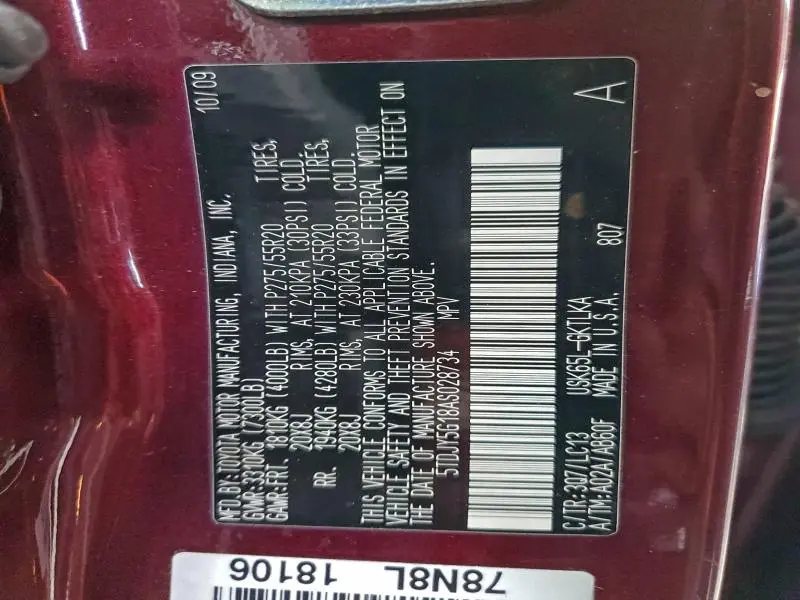 MFD.BY:TOYOTA MOTOR MANUFACTURING, INDIANA, INC. 10/09
GVWR:3310KG (7300LB)
GAWR:FRT. 1810KG (4000LB) WITH P275/55R20 TIRES,
20X8J RIMS, AT 210KPA (30PSI) COLD.
RR. 1940KG (4280LB) WITH P275/55R20 TIRES,
20X8J RIMS, AT 230KPA (33PSI) COLD.
THIS VEHICLE CONFORMS TO ALL APPLICABLE FEDERAL MOTOR
VEHICLE SAFETY AND THEFT PREVENTION STANDARDS IN EFFECT ON
THE DATE OF MANUFACTURE SHOWN ABOVE.
5TDJY5G18AS028734 MPV
C/TR:3Q7/LC13 USK65L-GKTLKA
A/TM:A02A/AB60F MADE IN U.S.A. 807 A
18106
78N8L